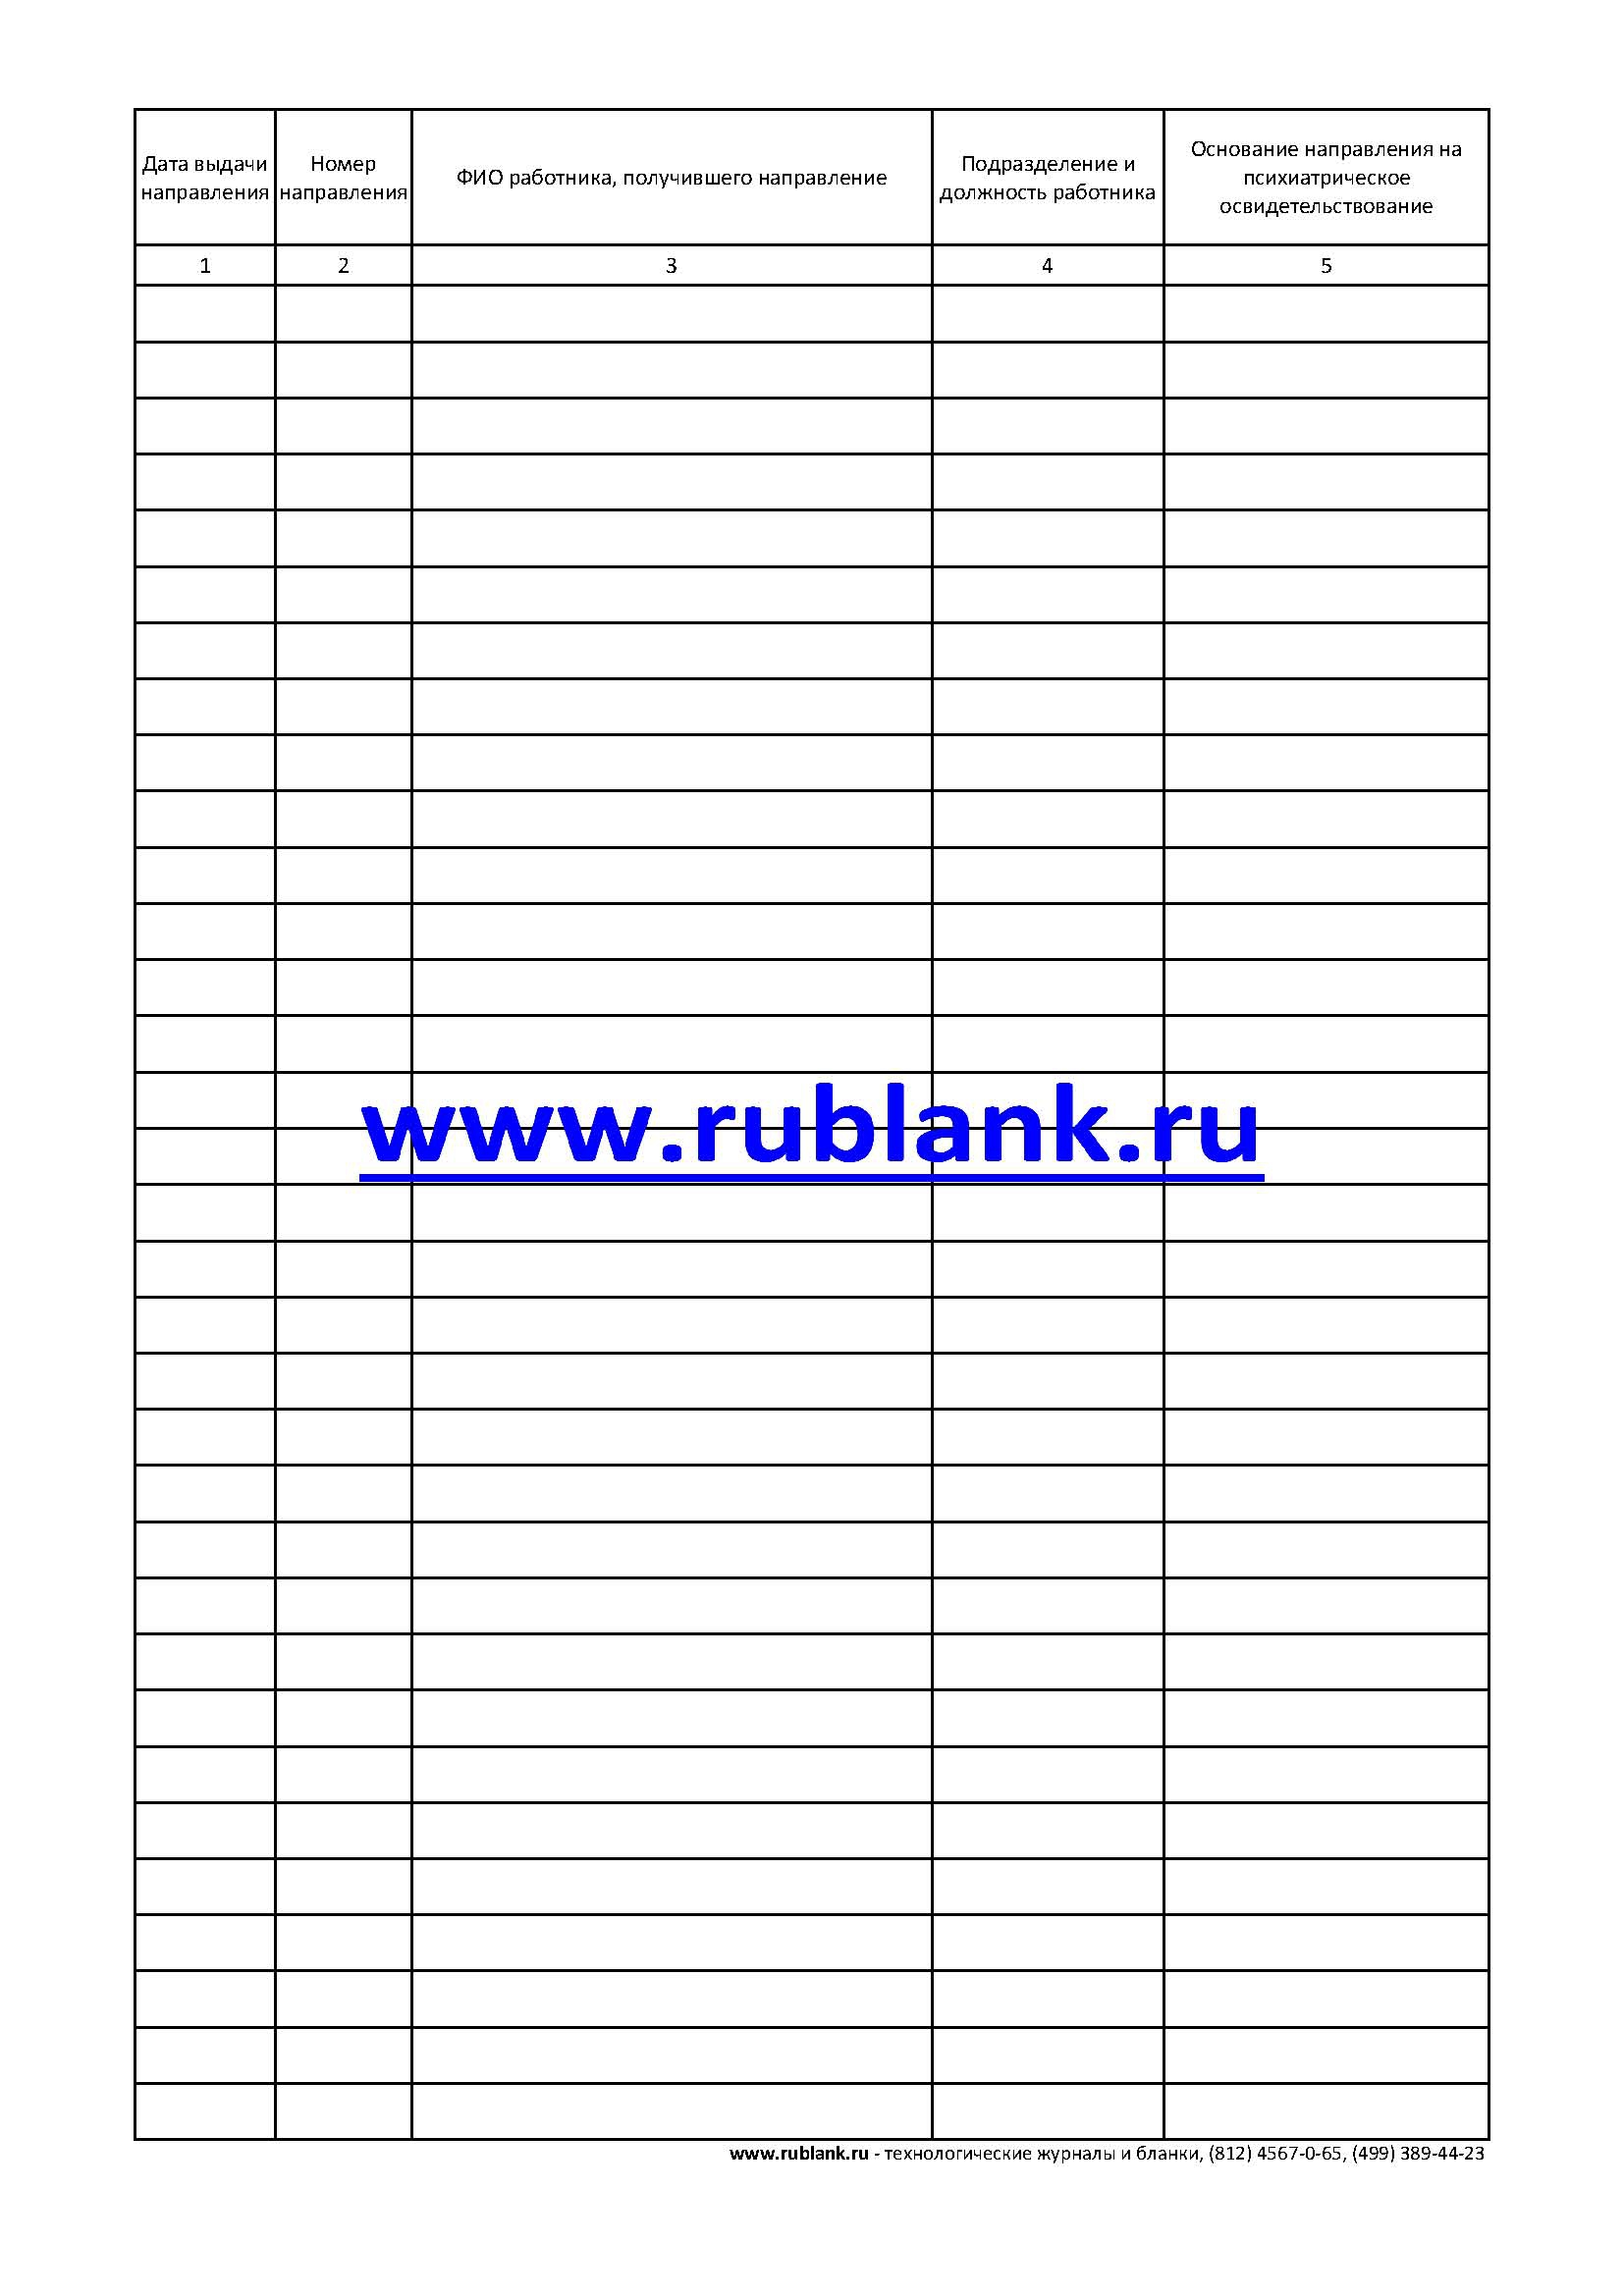 Дата выдачи
направления
Номер
направления
ФИО работника, получившего направление
Подразделение и
должность работника
Основание направления на
психиатрическое
освидетельствование
1
2
3
4
5
www.rublank.ru
www.rublank.ru - технологические журналы и бланки, (812) 4567-0-65, (499) 389-44-23